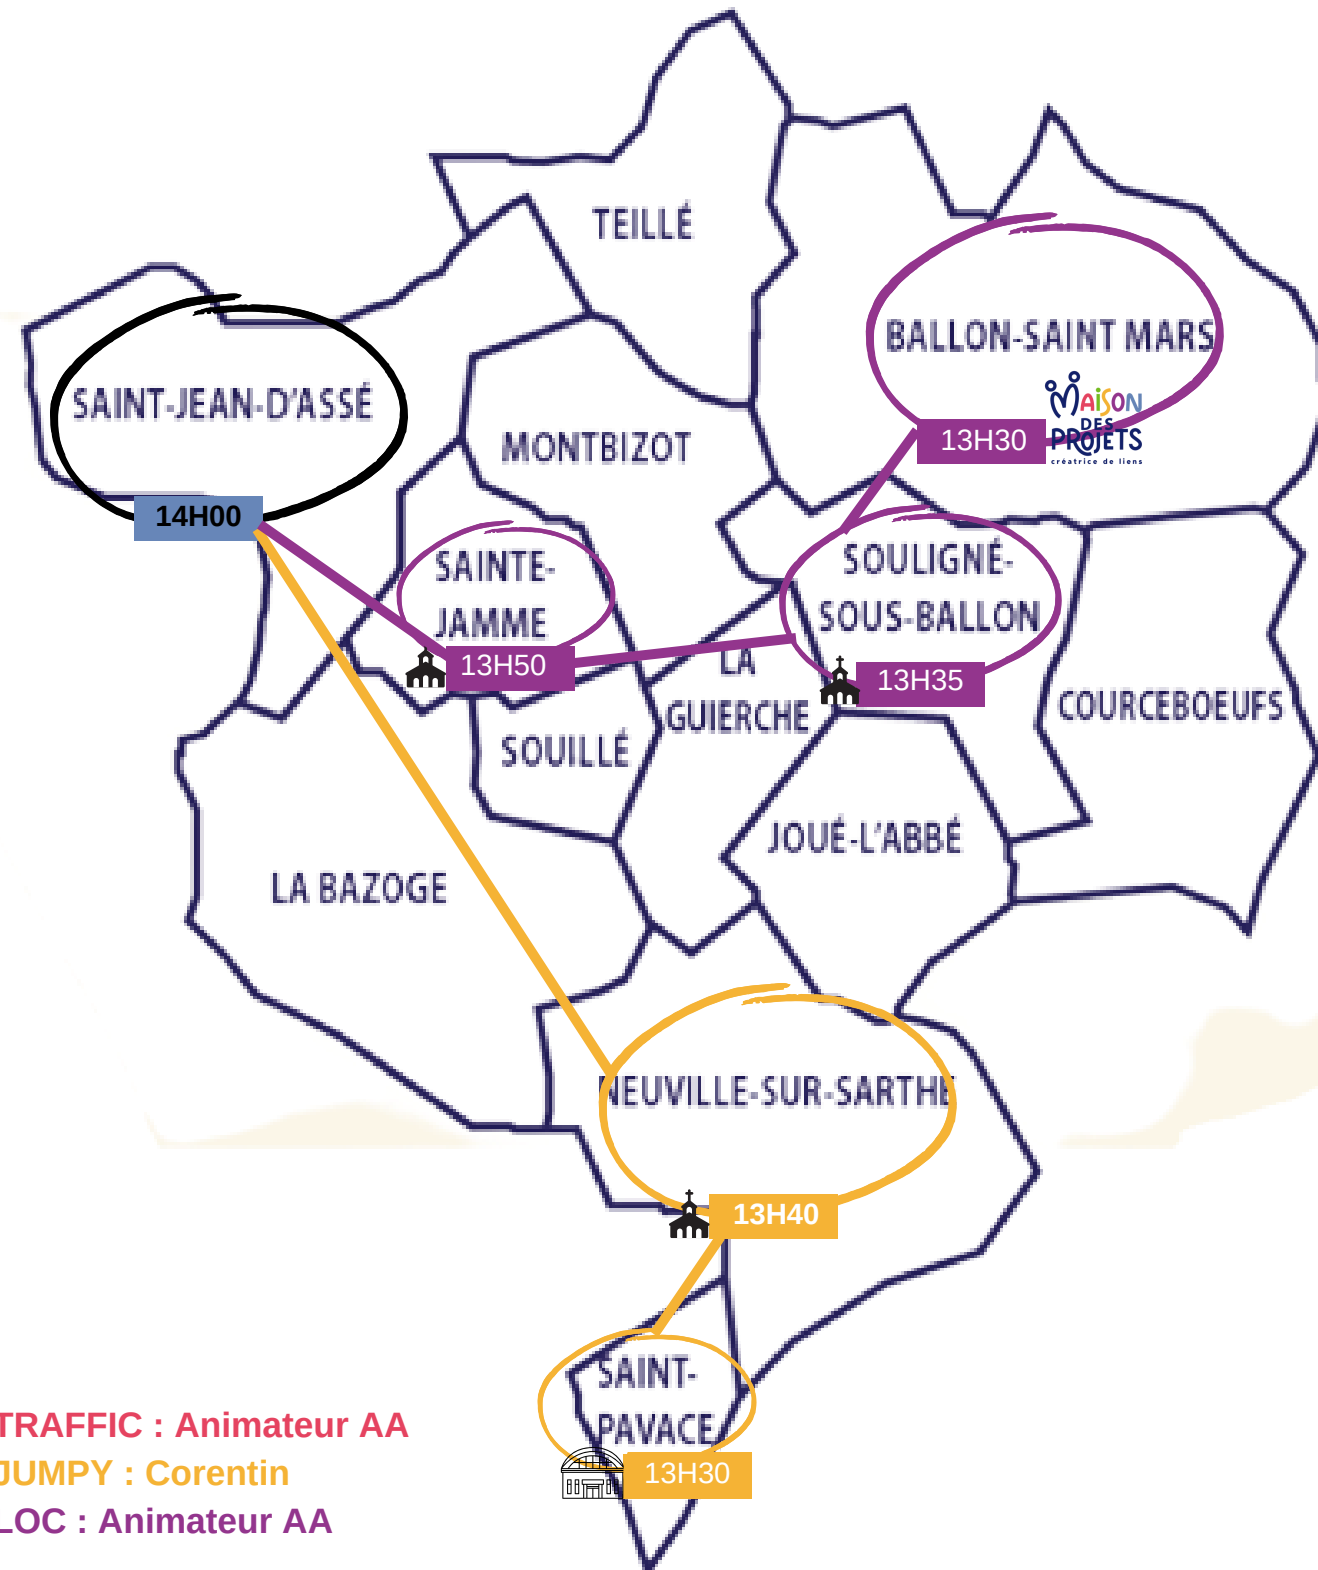 TEILLÉ
BALLON-SAINT MARS
MAiSON
DES
PROJETS
créatrice de liens
13H30
SAINT-JEAN-D'ASSÉ
14H00
MONTBIZOT
SAINTE-
JAMME
13H50
SOULIGNÉ-
SOUS-BALLON
13H35
LA
GUIERCHE
COURCEBOEUFS
SOUILLÉ
JOUÉ-L'ABBÉ
LA BAZOGE
NEUVILLE-SUR-SARTHE
13H40
SAINT-
PAVACE
13H30
TRAFFIC : Animateur AA
JUMPY : Corentin
LOC : Animateur AA